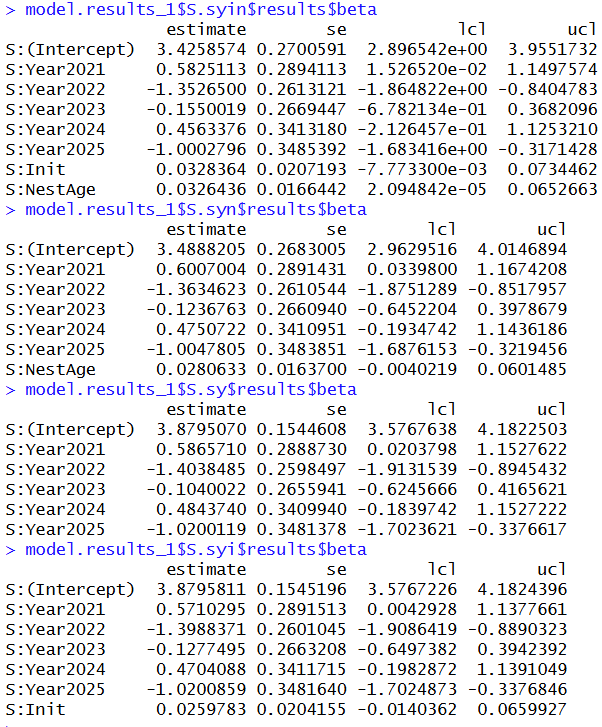 > model.results_1$S.syin$results$beta
estimate se lcl ucl
S:(Intercept) 3.4258574 0.2700591 2.896542e+00 3.9551732
S:Year2021 0.5825113 0.2894113 1.526520e-02 1.1497574
S:Year2022 -1.3526500 0.2613121 -1.864822e+00 -0.8404783
S:Year2023 -0.1550019 0.2669447 -6.782134e-01 0.3682096
S:Year2024 0.4563376 0.3413180 -2.126457e-01 1.1253210
S:Year2025 -1.0002796 0.3485392 -1.683416e+00 -0.3171428
S:Init 0.0328364 0.0207193 -7.773300e-03 0.0734462
S:NestAge 0.0326436 0.0166442 2.094842e-05 0.0652663
> model.results_1$S.syn$results$beta
estimate se lcl ucl
S:(Intercept) 3.4888205 0.2683005 2.9629516 4.0146894
S:Year2021 0.6007004 0.2891431 0.0339800 1.1674208
S:Year2022 -1.3634623 0.2610544 -1.8751289 -0.8517957
S:Year2023 -0.1236763 0.2660940 -0.6452204 0.3978679
S:Year2024 0.4750722 0.3410951 -0.1934742 1.1436186
S:Year2025 -1.0047805 0.3483851 -1.6876153 -0.3219456
S:NestAge 0.0280633 0.0163700 -0.0040219 0.0601485
> model.results_1$S.sy$results$beta
estimate se lcl ucl
S:(Intercept) 3.8795070 0.1544608 3.5767638 4.1822503
S:Year2021 0.5865710 0.2888730 0.0203798 1.1527622
S:Year2022 -1.4038485 0.2598497 -1.9131539 -0.8945432
S:Year2023 -0.1040022 0.2655941 -0.6245666 0.4165621
S:Year2024 0.4843740 0.3409940 -0.1839742 1.1527222
S:Year2025 -1.0200119 0.3481378 -1.7023621 -0.3376617
> model.results_1$S.syi$results$beta
estimate se lcl ucl
S:(Intercept) 3.8795811 0.1545196 3.5767226 4.1824396
S:Year2021 0.5710295 0.2891513 0.0042928 1.1377661
S:Year2022 -1.3988371 0.2601045 -1.9086419 -0.8890323
S:Year2023 -0.1277495 0.2663208 -0.6497382 0.3942392
S:Year2024 0.4704088 0.3411715 -0.1982872 1.1391049
S:Year2025 -1.0200859 0.3481640 -1.7024873 -0.3376846
S:Init 0.0259783 0.0204155 -0.0140362 0.0659927